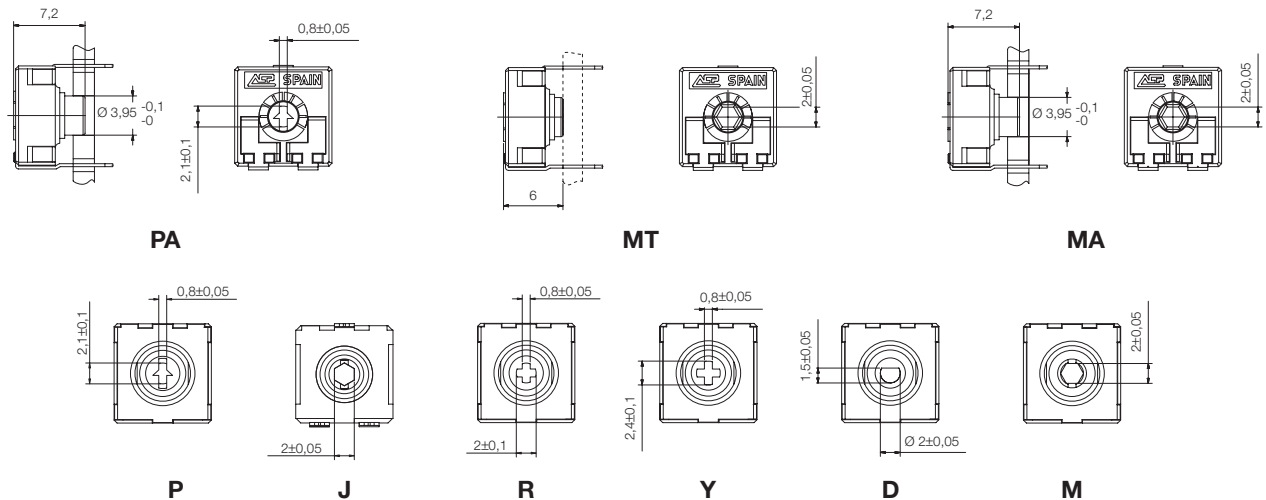 7,2
0,8±0,05
ACP SPAIN
Ø 3,95 -0,1 -0
2,1±0,1
PA
ACP SPAIN
2±0,05
6
MT
7,2
ACP SPAIN
Ø 3,95 -0,1 -0
2±0,05
MA
0,8±0,05
2,1±0,1
P
2±0,05
J
0,8±0,05
2±0,1
R
0,8±0,05
2,4±0,1
Y
1,5±0,05
Ø 2±0,05
D
2±0,05
M